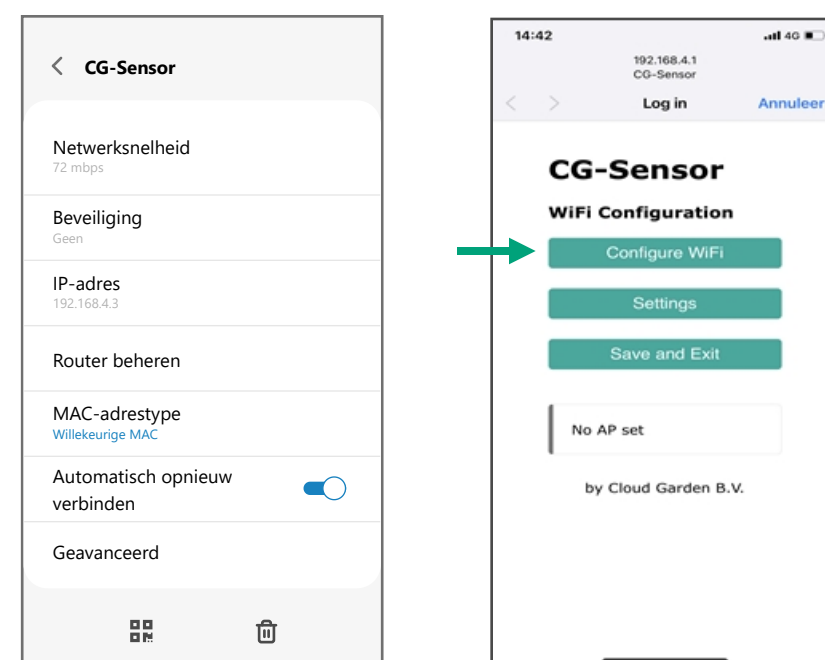 CG-Sensor
Netwerksnelheid
72 mbps
Beveiliging
Geen
IP-adres
192.168.4.3
Router beheren
MAC-adrestype
Willekeurige MAC
Automatisch opnieuw
verbinden
Geavanceerd
14:42
4G
192.168.4.1
CG-Sensor
Log in
Annuleer
CG-Sensor
WiFi Configuration
Configure WiFi
Settings
Save and Exit
No AP set
by Cloud Garden B.V.